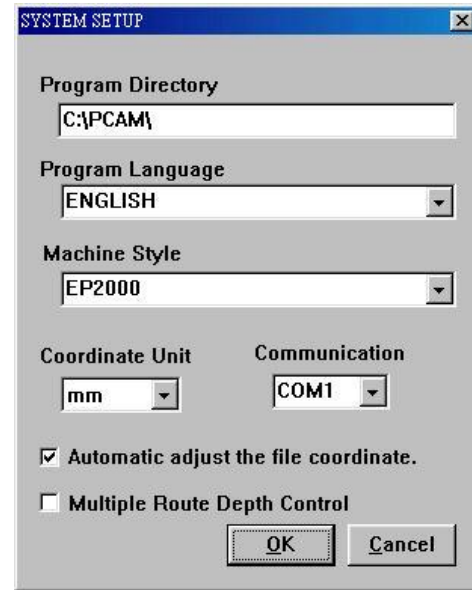 SYSTEM SETUP
Program Directory
C:\PCAM\
Program Language
ENGLISH
Machine Style
EP2000
Coordinate Unit
Communication
mm
COM1
Automatic adjust the file coordinate.
Multiple Route Depth Control
OK
Cancel